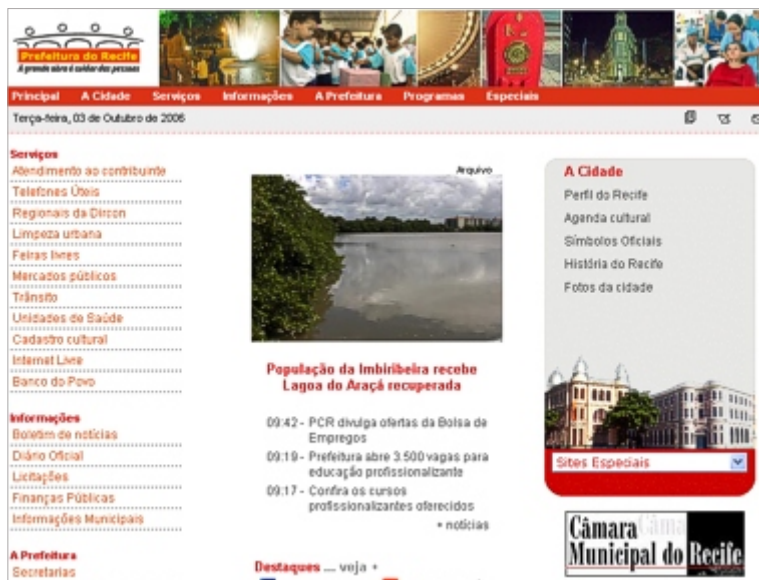 Prefeitura do Recife
A grande obra é cuidar das pessoas
Principal A Cidade Serviços Informações A Prefeitura Programas Especiais
Terça-feira, 03 de Outubro de 2006
Serviços
Atendimento ao contribuinte
Telefones Úteis
Regionais da Dircon
Limpeza urbana
Feiras livres
Mercados públicos
Trânsito
Unidades de Saúde
Cadastro cultural
Internet Livre
Banco do Povo
Informações
Boletim de notícias
Diário Oficial
Licitações
Finanças Públicas
Informações Municipais
A Prefeitura
Secretarias
Arquivo
População da Imbiribeira recebe
Lagoa do Araçá recuperada
09:42 - PCR divulga ofertas da Bolsa de
Empregos
09:19 - Prefeitura abre 3.500 vagas para
educação profissionalizante
09:17 - Confira os cursos
profissionalizantes oferecidos
+ notícias
Destaques ... veja +
A Cidade
Perfil do Recife
Agenda cultural
Símbolos Oficiais
História do Recife
Fotos da cidade
Sites Especiais
Câmara
Municipal do Recife